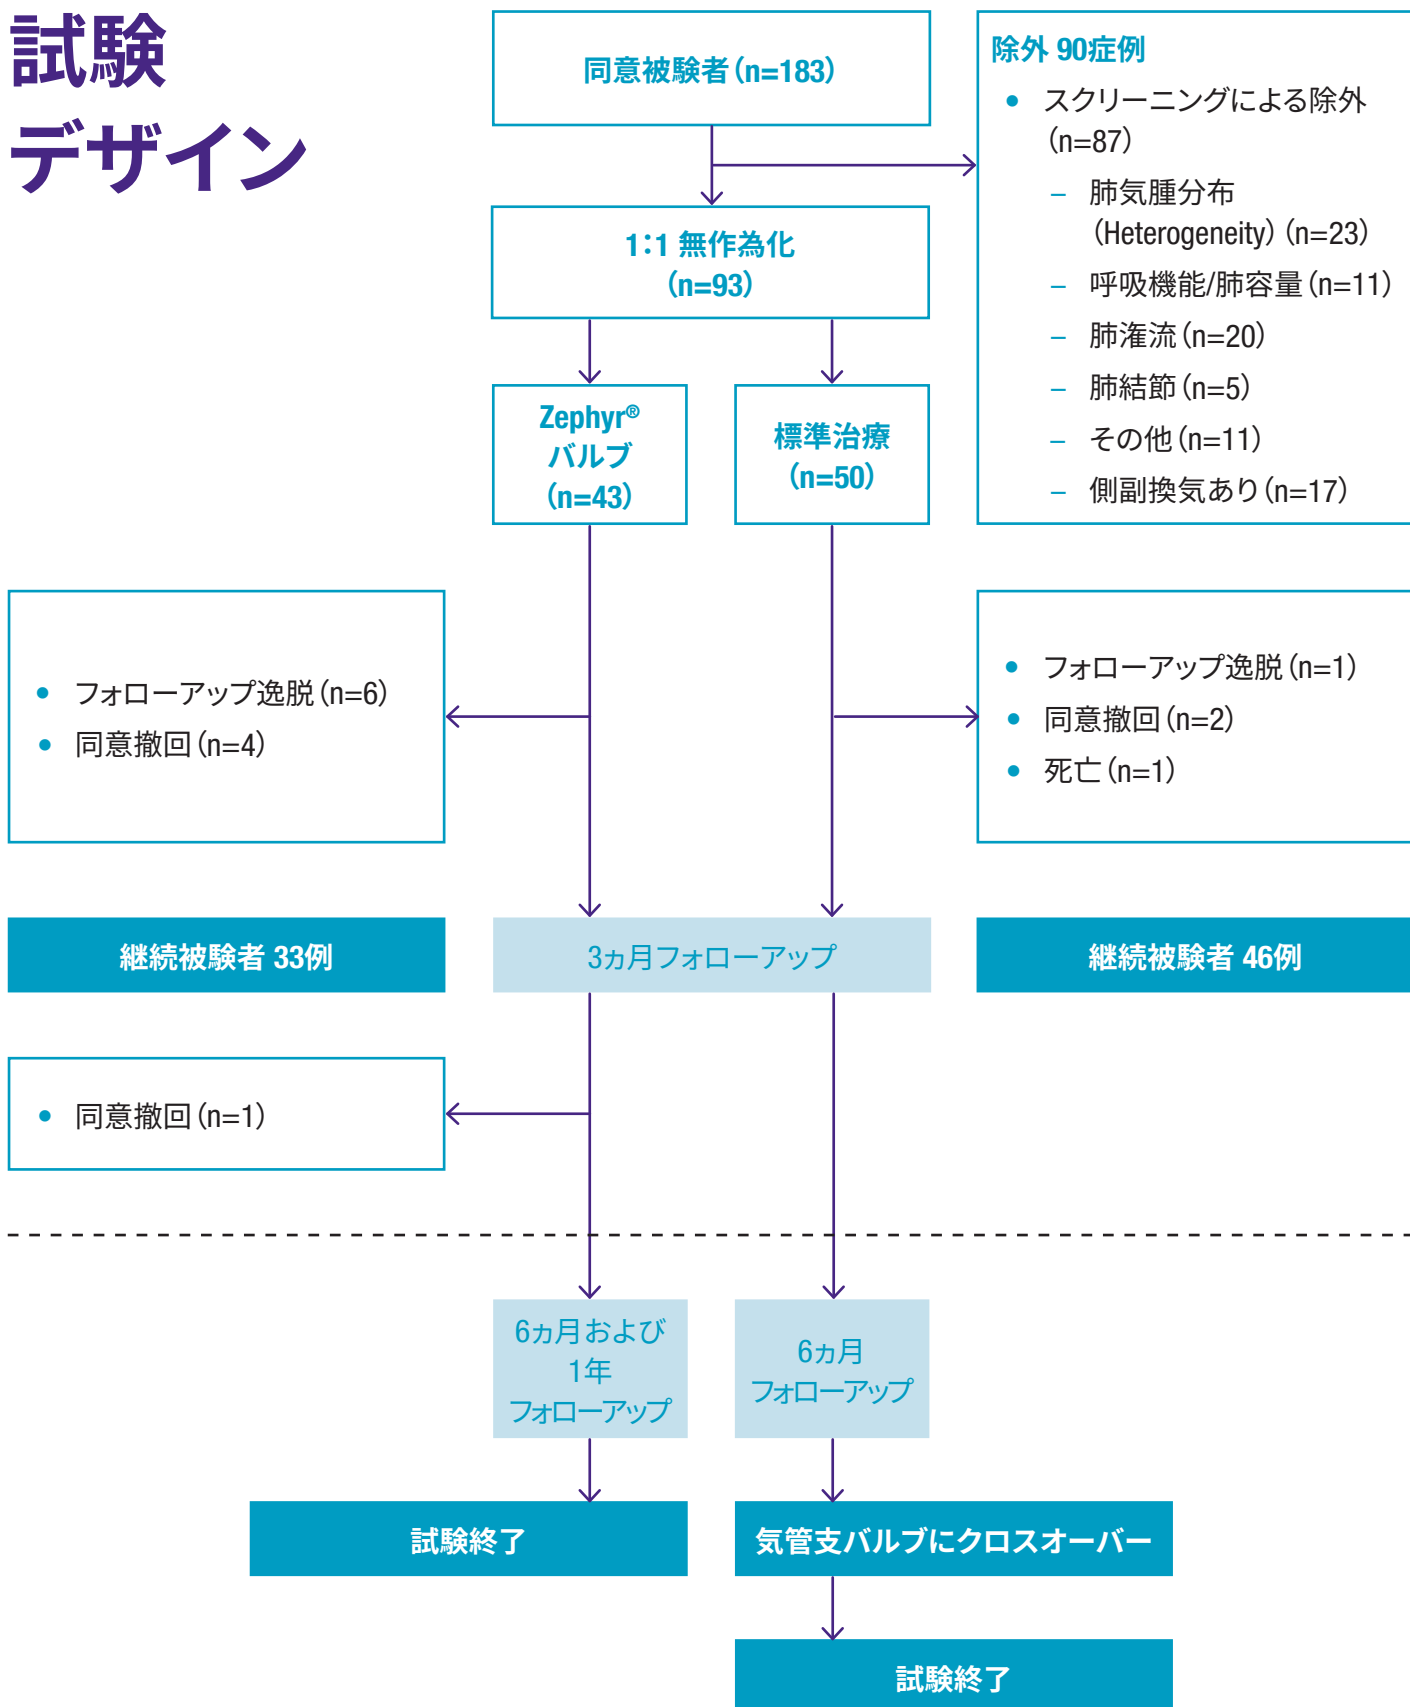 試験
デザイン
同意被験者（n=183）
除外 90症例
• スクリーニングによる除外
（n=87）
– 肺気腫分布
（Heterogeneity）（n=23）
– 呼吸機能/肺容量（n=11）
– 肺潅流（n=20）
– 肺結節（n=5）
– その他（n=11）
– 側副換気あり（n=17）
1：1 無作為化
（n=93）
Zephyr®
バルブ
（n=43）
標準治療
（n=50）
• フォローアップ逸脱（n=6）
• 同意撤回（n=4）
• フォローアップ逸脱（n=1）
• 同意撤回（n=2）
• 死亡（n=1）
継続被験者 33例
3ヵ月フォローアップ
継続被験者 46例
• 同意撤回（n=1）
6ヵ月および
1年
フォローアップ
6ヵ月
フォローアップ
試験終了
気管支バルブにクロスオーバー
試験終了